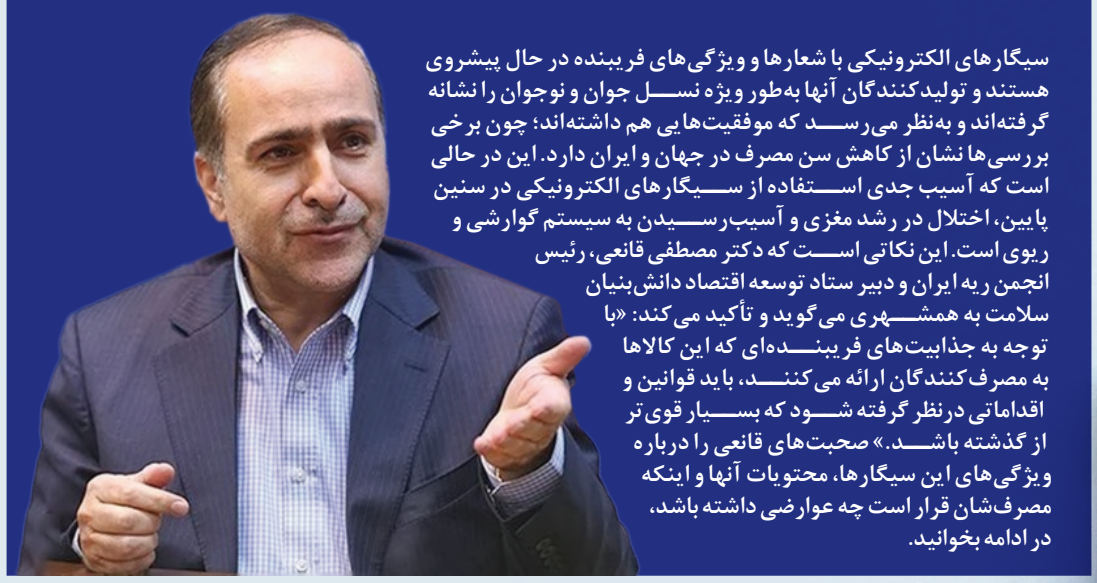 سیگارهای الکترونیکی با شعارها و ویژگی‌های فریبنده در حال پیشروی
هستند و تولیدکنندگان آنها به‌طور ویژه نسل جوان و نوجوان را نشانه
گرفته‌اند و به‌نظر می‌رسد که موفقیت‌هایی هم داشته‌اند؛ چون برخی
بررسی‌ها نشان از کاهش سن مصرف در جهان و ایران دارد. این در حالی
است که آسیب جدی استفاده از سیگارهای الکترونیکی در سنین
پایین، اختلال در رشد مغزی و آسیب‌رسیدن به سیستم گوارشی و
ریوی است. این نکاتی است که دکتر مصطفی قانعی، رئیس
انجمن ریه ایران و دبیر ستاد توسعه اقتصاد دانش‌بنیان
سلامت به همشهری می‌گوید و تأکید می‌کند: «با
توجه به جذابیت‌های فریبنده‌ای که این کالاها
به مصرف‌کنندگان ارائه می‌کنند، باید قوانین و
اقداماتی درنظر گرفته شود که بسیار قوی‌تر
از گذشته باشد.» صحبت‌های قانعی را درباره
ویژگی‌های این سیگارها، محتویات آنها و اینکه
مصرف‌شان قرار است چه عوارضی داشته باشد،
در ادامه بخوانید.